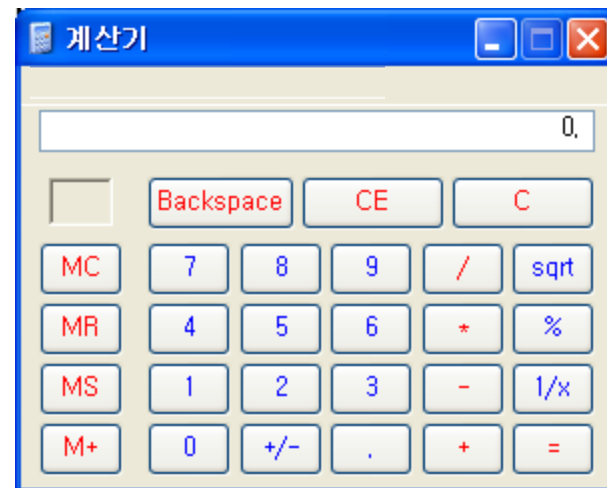 계산기
0.
Backspace CE C
MC 7 8 9 / sqrt
MR 4 5 6 * %
MS 1 2 3 - 1/x
M+ 0 +/- . + =